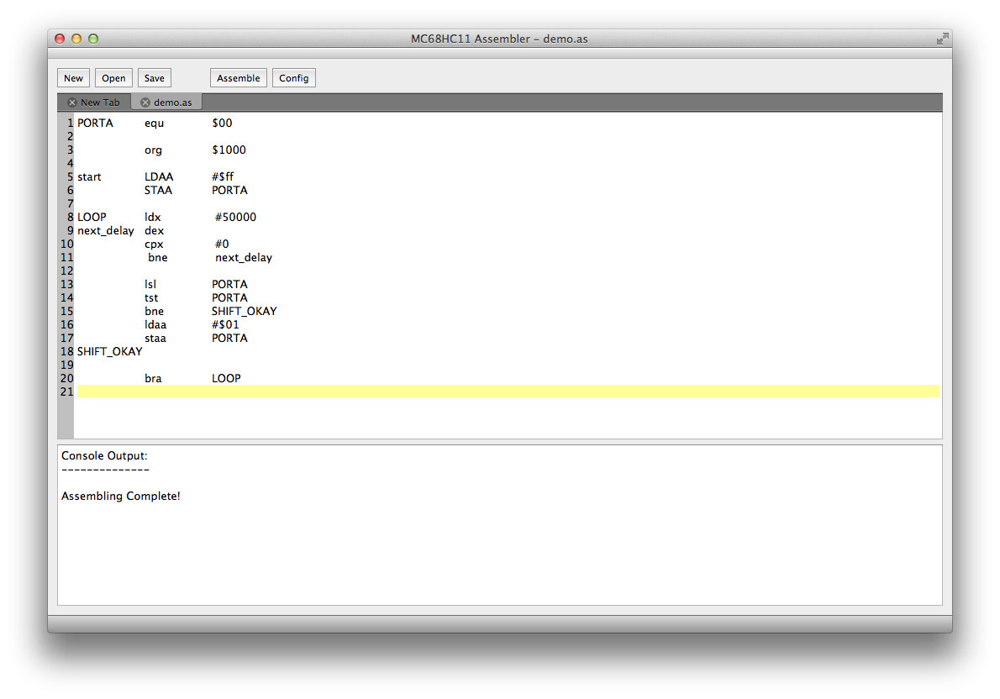 MC68HC11 Assembler – demo.as
New Open Save Assemble Config
New Tab demo.as
1 PORTA equ $00
2
3 org $1000
4
5 start LDAA #$ff
6 STAA PORTA
7
8 LOOP ldx #50000
9 next_delay dex
10 cpx #0
11 bne next_delay
12
13 lsl PORTA
14 tst PORTA
15 bne SHIFT_OKAY
16 ldaa #$01
17 staa PORTA
18 SHIFT_OKAY
19
20 bra LOOP
21
Console Output:
--------------
Assembling Complete!